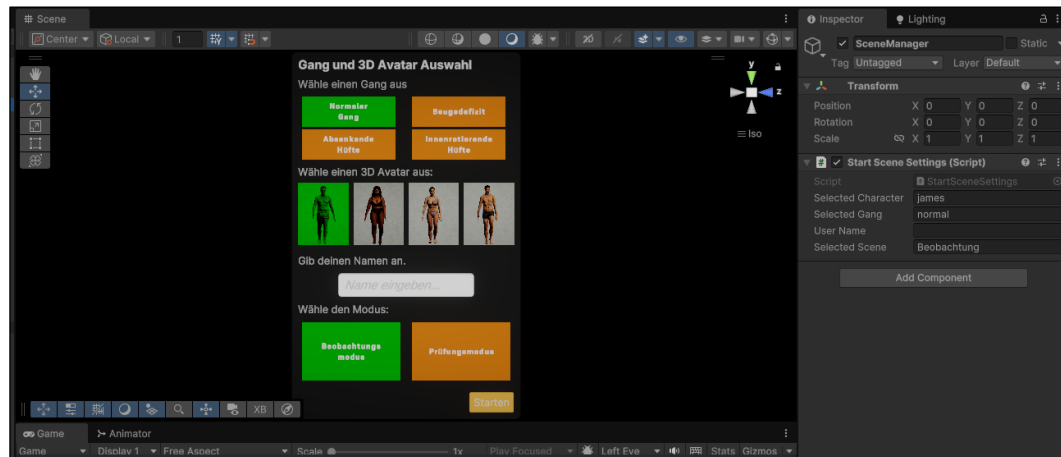 Scene
Inspector
Lighting
Center
Local
1
2D
XB
Gang und 3D Avatar Auswahl
Wähle einen Gang aus
Normaler
Gang
Beugedefizit
Absenkende
Hüfte
Innenrotierende
Hüfte
Wähle einen 3D Avatar aus:
Gib deinen Namen an.
Name eingeben...
Wähle den Modus:
Beobachtungs
modus
Prüfungsmodus
Starten
y
z
Iso
SceneManager
Static
Tag Untagged
Layer Default
Transform
Position X 0 Y 0 Z 0
Rotation X 0 Y 0 Z 0
Scale X 1 Y 1 Z 1
Start Scene Settings (Script)
Script StartSceneSettings
Selected Character james
Selected Gang normal
User Name
Selected Scene Beobachtung
Add Component
Game
Animator
Game Display 1 Free Aspect Scale 1x Play Focused Left Eye Stats Gizmos